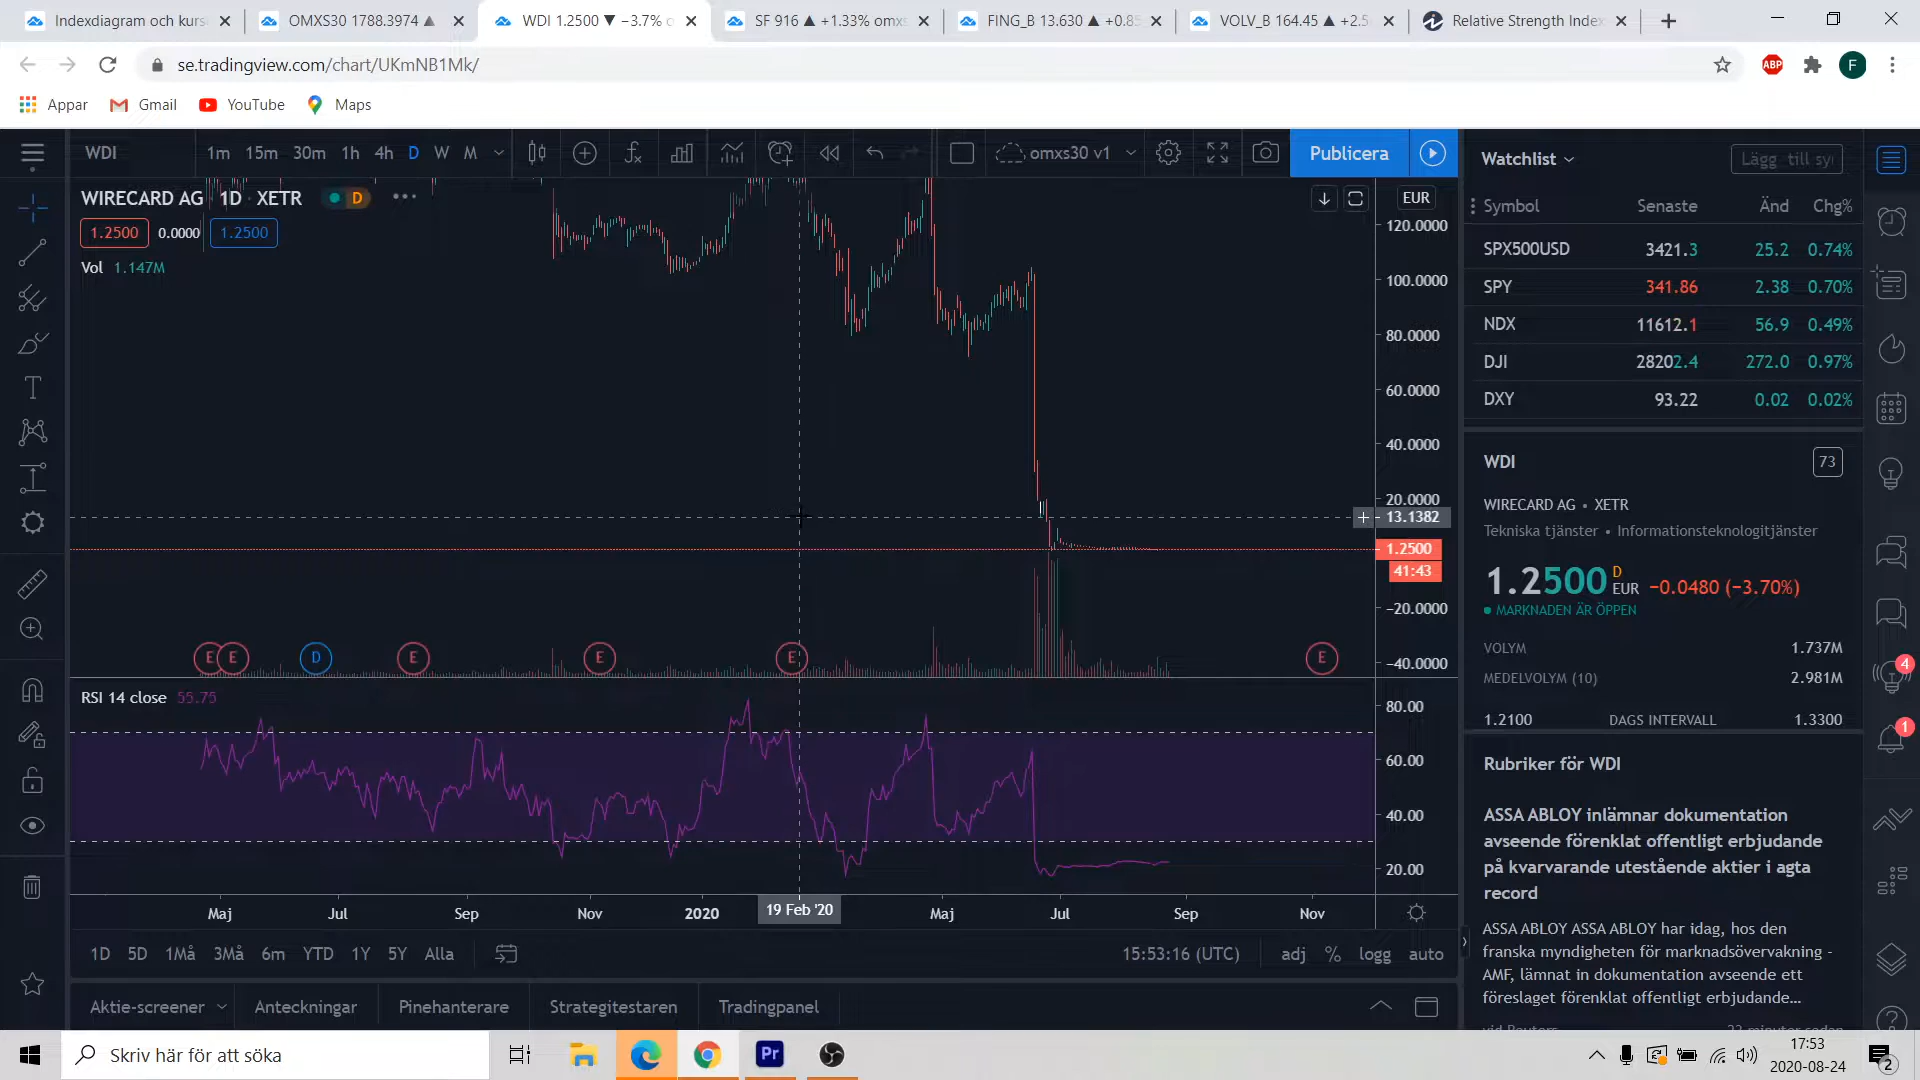 Indexdiagram och kurs
OMXS30 1788.3974 ▲
WDI 1.2500 ▼ −3.7%
SF 916 ▲ +1.33% omxs
FING_B 13.630 ▲ +0.85
VOLV_B 164.45 ▲ +2.5
Relative Strength Index
se.tradingview.com/chart/UKmNB1Mk/
ABP
F
Appar
Gmail
YouTube
Maps
WDI
1m 15m 30m 1h 4h D W M
omxs30 v1
Publicera
WIRECARD AG 1D XETR
D
1.2500 0.0000 1.2500
Vol 1.147M
EUR
120.0000
100.0000
80.0000
60.0000
40.0000
20.0000
13.1382
1.2500
41:43
−20.0000
−40.0000
E E D E E E E
RSI 14 close 55.75
80.00
60.00
40.00
20.00
Maj Jul Sep Nov 2020 19 Feb '20 Maj Jul Sep Nov
1D 5D 1Må 3Må 6m YTD 1Y 5Y Alla
15:53:16 (UTC) adj % logg auto
Aktie-screener Anteckningar Pinehanterare Strategitestaren Tradingpanel
Watchlist
Lägg till
Symbol Senaste Änd Chg%
SPX500USD 3421.3 25.2 0.74%
SPY 341.86 2.38 0.70%
NDX 11612.1 56.9 0.49%
DJI 28202.4 272.0 0.97%
DXY 93.22 0.02 0.02%
WDI
73
WIRECARD AG • XETR
Tekniska tjänster • Informationsteknologitjänster
1.2500 D EUR −0.0480 (−3.70%)
MARKNADEN ÄR ÖPPEN
VOLYM 1.737M
MEDELVOLYM (10) 2.981M
1.2100 DAGS INTERVALL 1.3300
Rubriker för WDI
ASSA ABLOY inlämnar dokumentation
avseende förenklat offentligt erbjudande
på kvarvarande utestående aktier i agta
record
ASSA ABLOY ASSA ABLOY har idag, hos den
franska myndigheten för marknadsövervakning -
AMF, lämnat in dokumentation avseende ett
föreslaget förenklat offentligt erbjudande...
4
1
Skriv här för att söka
Pr
17:53
2020-08-24
2